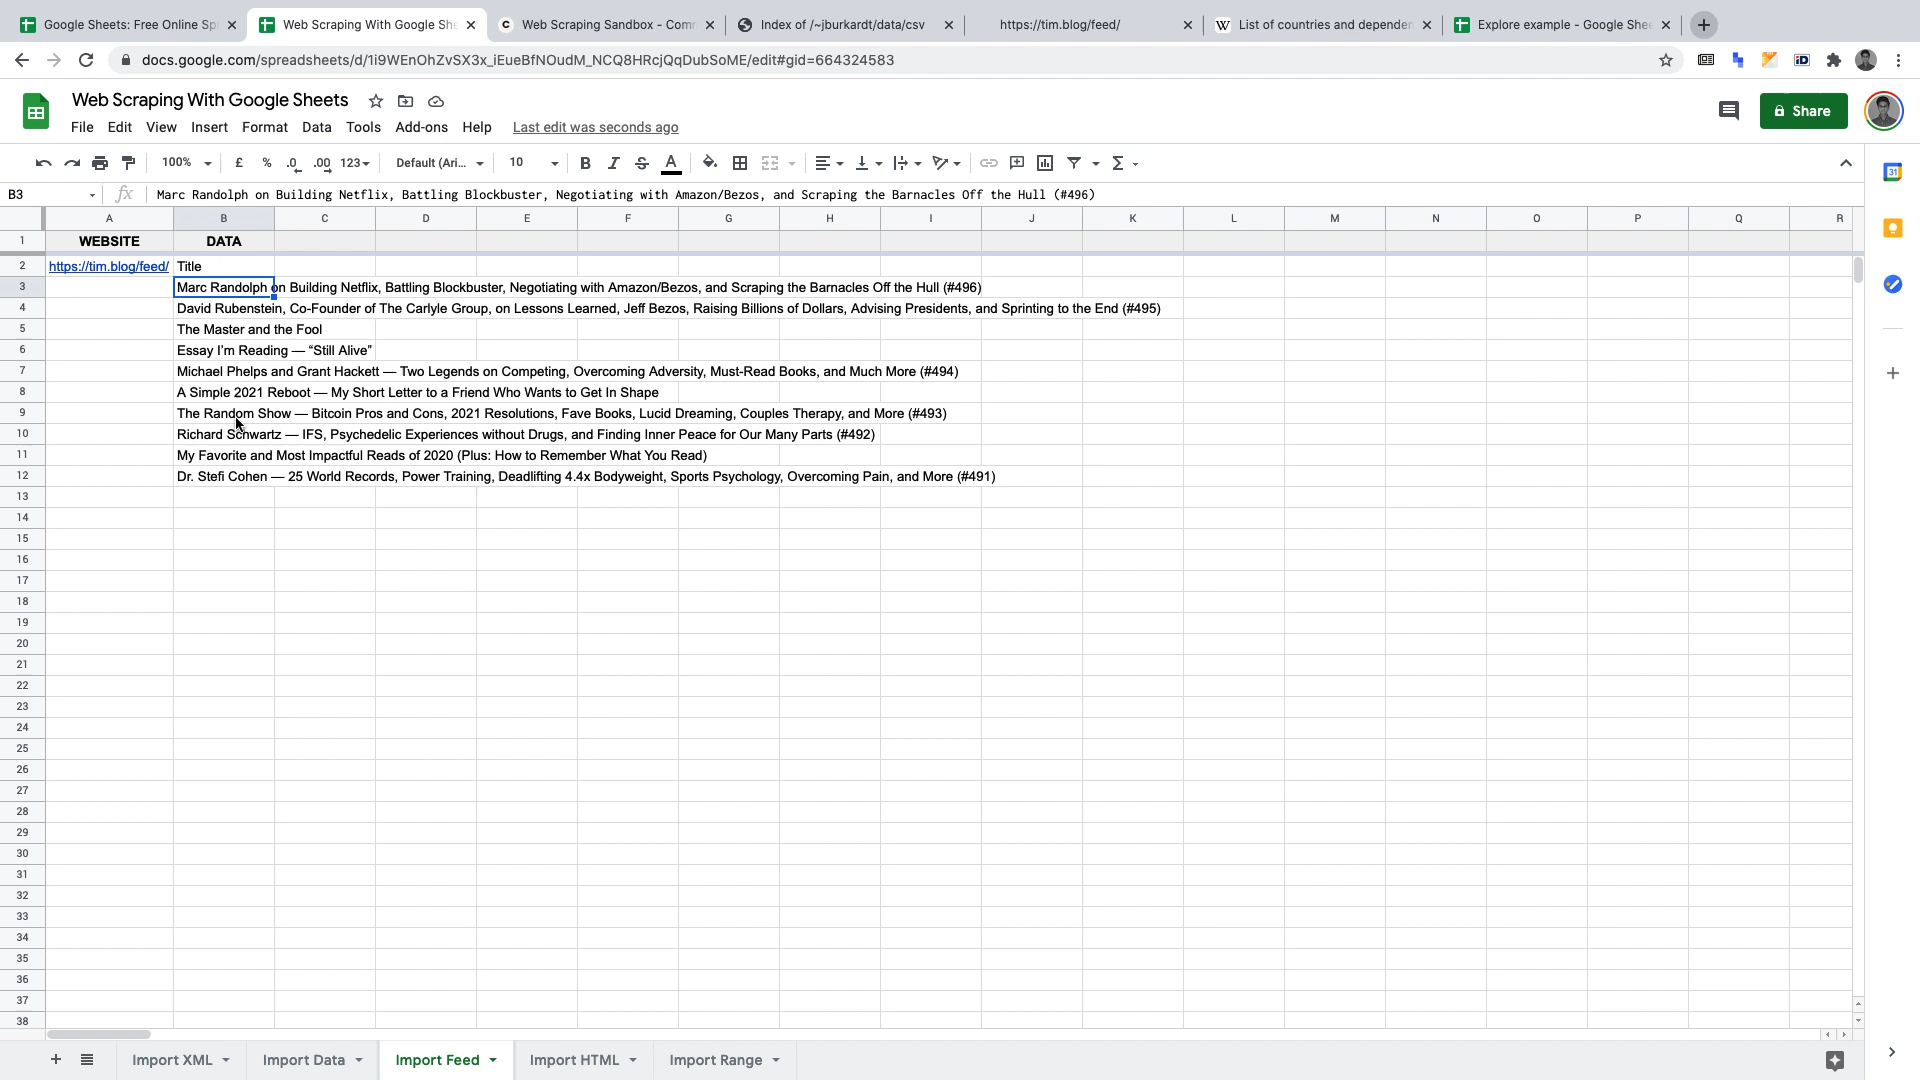 Google Sheets: Free Online Sp
Web Scraping With Google She
Web Scraping Sandbox - Com
Index of /~jburkardt/data/csv
https://tim.blog/feed/
List of countries and dependen
Explore example - Google Shee
docs.google.com/spreadsheets/d/1i9WEnOhZvSX3x_iEueBfNOudM_NCQ8HRcjQqDubSoME/edit#gid=664324583
Web Scraping With Google Sheets
File Edit View Insert Format Data Tools Add-ons Help Last edit was seconds ago
Share
100% £ % .0 .00 123 Default (Ari... 10 B I S A Σ
31
B3 fx Marc Randolph on Building Netflix, Battling Blockbuster, Negotiating with Amazon/Bezos, and Scraping the Barnacles Off the Hull (#496)
A B C D E F G H I J K L M N O P Q R
1 WEBSITE DATA
2 https://tim.blog/feed/ Title
3 Marc Randolph on Building Netflix, Battling Blockbuster, Negotiating with Amazon/Bezos, and Scraping the Barnacles Off the Hull (#496)
4 David Rubenstein, Co-Founder of The Carlyle Group, on Lessons Learned, Jeff Bezos, Raising Billions of Dollars, Advising Presidents, and Sprinting to the End (#495)
5 The Master and the Fool
6 Essay I’m Reading — “Still Alive”
7 Michael Phelps and Grant Hackett — Two Legends on Competing, Overcoming Adversity, Must-Read Books, and Much More (#494)
8 A Simple 2021 Reboot — My Short Letter to a Friend Who Wants to Get In Shape
9 The Random Show — Bitcoin Pros and Cons, 2021 Resolutions, Fave Books, Lucid Dreaming, Couples Therapy, and More (#493)
10 Richard Schwartz — IFS, Psychedelic Experiences without Drugs, and Finding Inner Peace for Our Many Parts (#492)
11 My Favorite and Most Impactful Reads of 2020 (Plus: How to Remember What You Read)
12 Dr. Stefi Cohen — 25 World Records, Power Training, Deadlifting 4.4x Bodyweight, Sports Psychology, Overcoming Pain, and More (#491)
13
14
15
16
17
18
19
20
21
22
23
24
25
26
27
28
29
30
31
32
33
34
35
36
37
38
Import XML Import Data Import Feed Import HTML Import Range